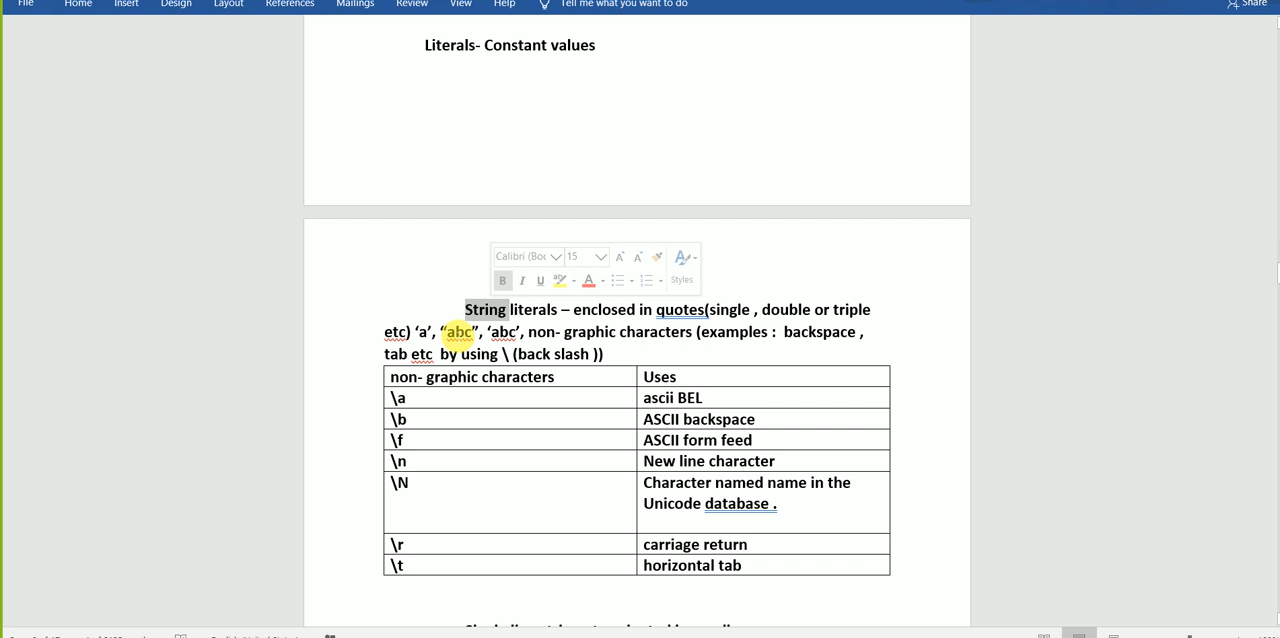 File Home Insert Design Layout References Mailings Review View Help Tell me what you want to do Share
Literals- Constant values
Calibri (Boc 15 A A A
B I U aby A Styles
String literals – enclosed in quotes(single , double or triple
etc) ‘a’, “abc”, ‘abc’, non- graphic characters (examples : backspace ,
tab etc by using \ (back slash ))
non- graphic characters Uses
\a ascii BEL
\b ASCII backspace
\f ASCII form feed
\n New line character
\N Character named name in the
Unicode database .
\r carriage return
\t horizontal tab